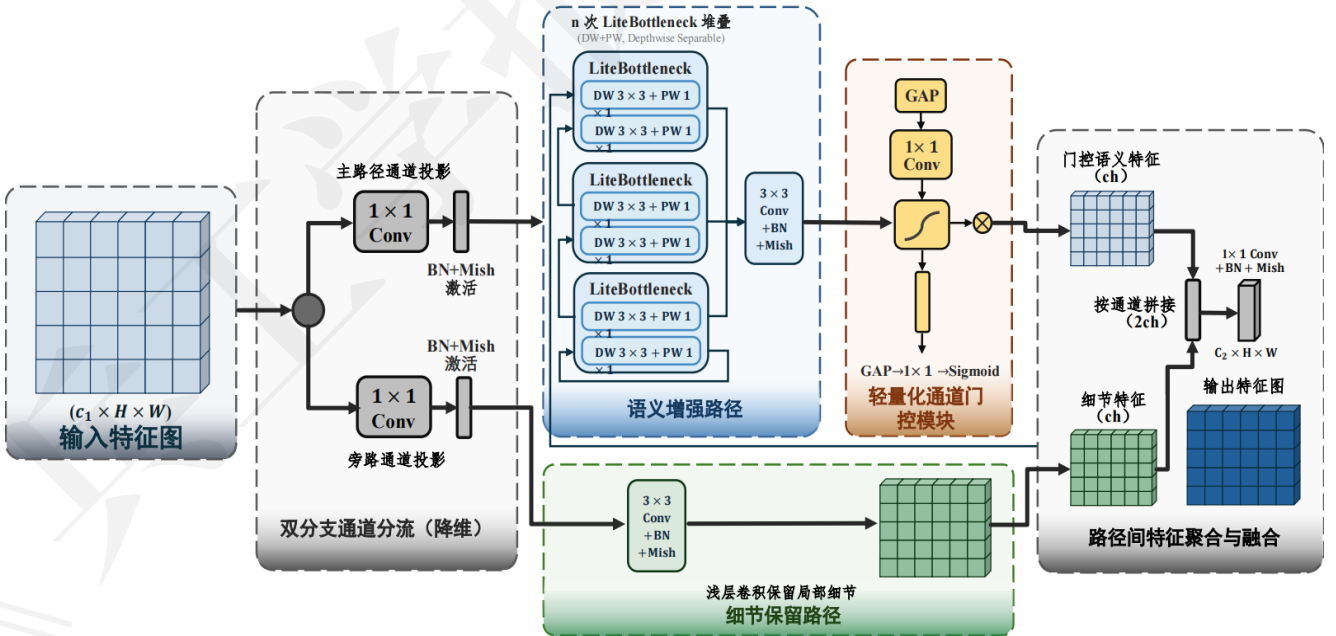 (c₁ × H × W)
输入特征图
主路径通道投影
1 × 1
Conv
BN+Mish
激活
BN+Mish
激活
1 × 1
Conv
旁路通道投影
双分支通道分流（降维）
n 次 LiteBottleneck 堆叠
(DW+PW, Depthwise Separable)
LiteBottleneck
DW 3 × 3 + PW 1
× 1
DW 3 × 3 + PW 1
× 1
LiteBottleneck
DW 3 × 3 + PW 1
× 1
DW 3 × 3 + PW 1
× 1
LiteBottleneck
DW 3 × 3 + PW 1
× 1
DW 3 × 3 + PW 1
× 1
3 × 3
Conv
+BN
+Mish
语义增强路径
GAP
1× 1
Conv
GAP→1× 1 →Sigmoid
轻量化通道门
控模块
3 × 3
Conv
+BN
+Mish
浅层卷积保留局部细节
细节保留路径
门控语义特征
（ch）
1× 1 Conv
+BN + Mish
按通道拼接
（2ch）
C₂ × H × W
细节特征
（ch）
输出特征图
路径间特征聚合与融合